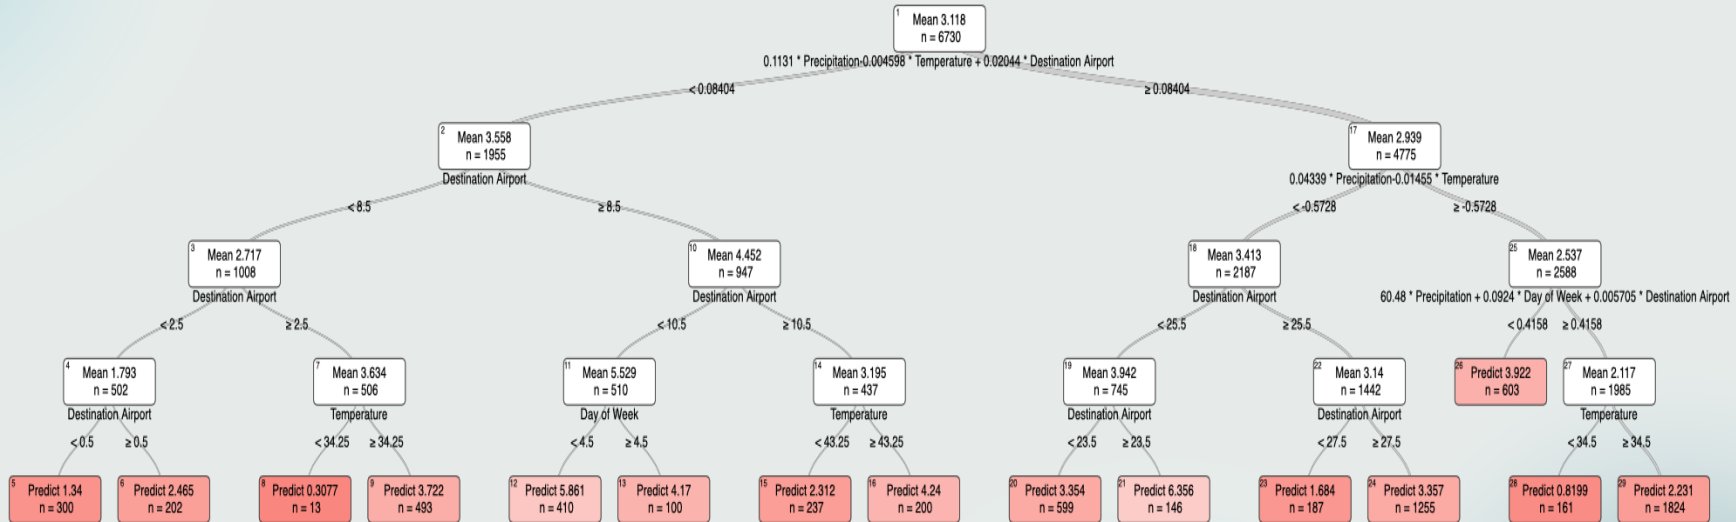 1
Mean 3.118
n = 6730
0.1131 * Precipitation-0.004598 * Temperature + 0.02044 * Destination Airport
< 0.08404
≥ 0.08404
2
Mean 3.558
n = 1955
Destination Airport
17
Mean 2.939
n = 4775
0.04339 * Precipitation-0.01455 * Temperature
< 8.5
≥ 8.5
< -0.5728
≥ -0.5728
3
Mean 2.717
n = 1008
Destination Airport
10
Mean 4.452
n = 947
Destination Airport
18
Mean 3.413
n = 2187
Destination Airport
25
Mean 2.537
n = 2588
60.48 * Precipitation + 0.0924 * Day of Week + 0.005705 * Destination Airport
< 2.5
≥ 2.5
< 10.5
≥ 10.5
< 25.5
≥ 25.5
< 0.4158
≥ 0.4158
4
Mean 1.793
n = 502
Destination Airport
7
Mean 3.634
n = 506
Temperature
11
Mean 5.529
n = 510
Day of Week
14
Mean 3.195
n = 437
Temperature
19
Mean 3.942
n = 745
Destination Airport
22
Mean 3.14
n = 1442
Destination Airport
26
Predict 3.922
n = 603
27
Mean 2.117
n = 1985
Temperature
< 0.5
≥ 0.5
< 34.25
≥ 34.25
< 4.5
≥ 4.5
< 43.25
≥ 43.25
< 23.5
≥ 23.5
< 27.5
≥ 27.5
< 34.5
≥ 34.5
5
Predict 1.34
n = 300
6
Predict 2.465
n = 202
8
Predict 0.3077
n = 13
9
Predict 3.722
n = 493
12
Predict 5.861
n = 410
13
Predict 4.17
n = 100
15
Predict 2.312
n = 237
16
Predict 4.24
n = 200
20
Predict 3.354
n = 599
21
Predict 6.356
n = 146
23
Predict 1.684
n = 187
24
Predict 3.357
n = 1255
28
Predict 0.8199
n = 161
29
Predict 2.231
n = 1824